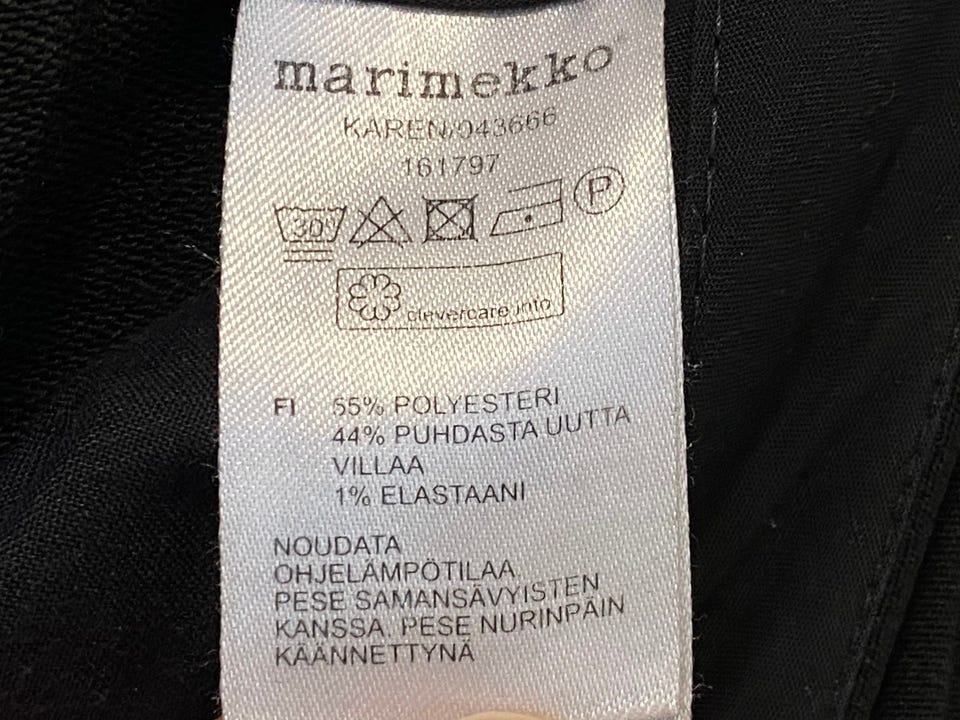 marimekko
KAREN/043666
161797
30°
P
clevercare.info
FI 55% POLYESTERI
44% PUHDASTA UUTTA
VILLAA
1% ELASTAANI
NOUDATA
OHJELÄMPÖTILAA
PESE SAMANSÄVYISTEN
KANSSA. PESE NURINPÄIN
KÄÄNNETTYNÄ